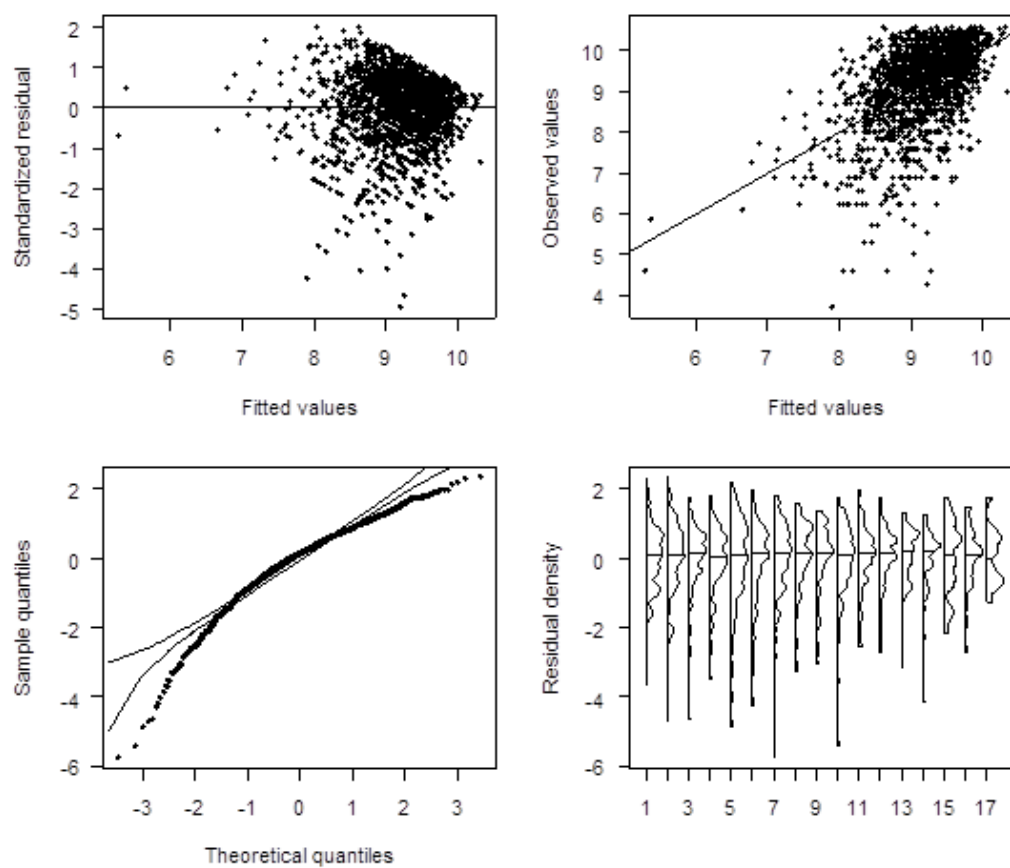 Standardized residual
2
1
0
-1
-2
-3
-4
-5
6 7 8 9 10
Fitted values
Observed values
10
9
8
7
6
5
4
6 7 8 9 10
Fitted values
Sample quantiles
2
0
-2
-4
-6
-3 -2 -1 0 1 2 3
Theoretical quantiles
Residual density
2
0
-2
-4
-6
1 3 5 7 9 11 13 15 17